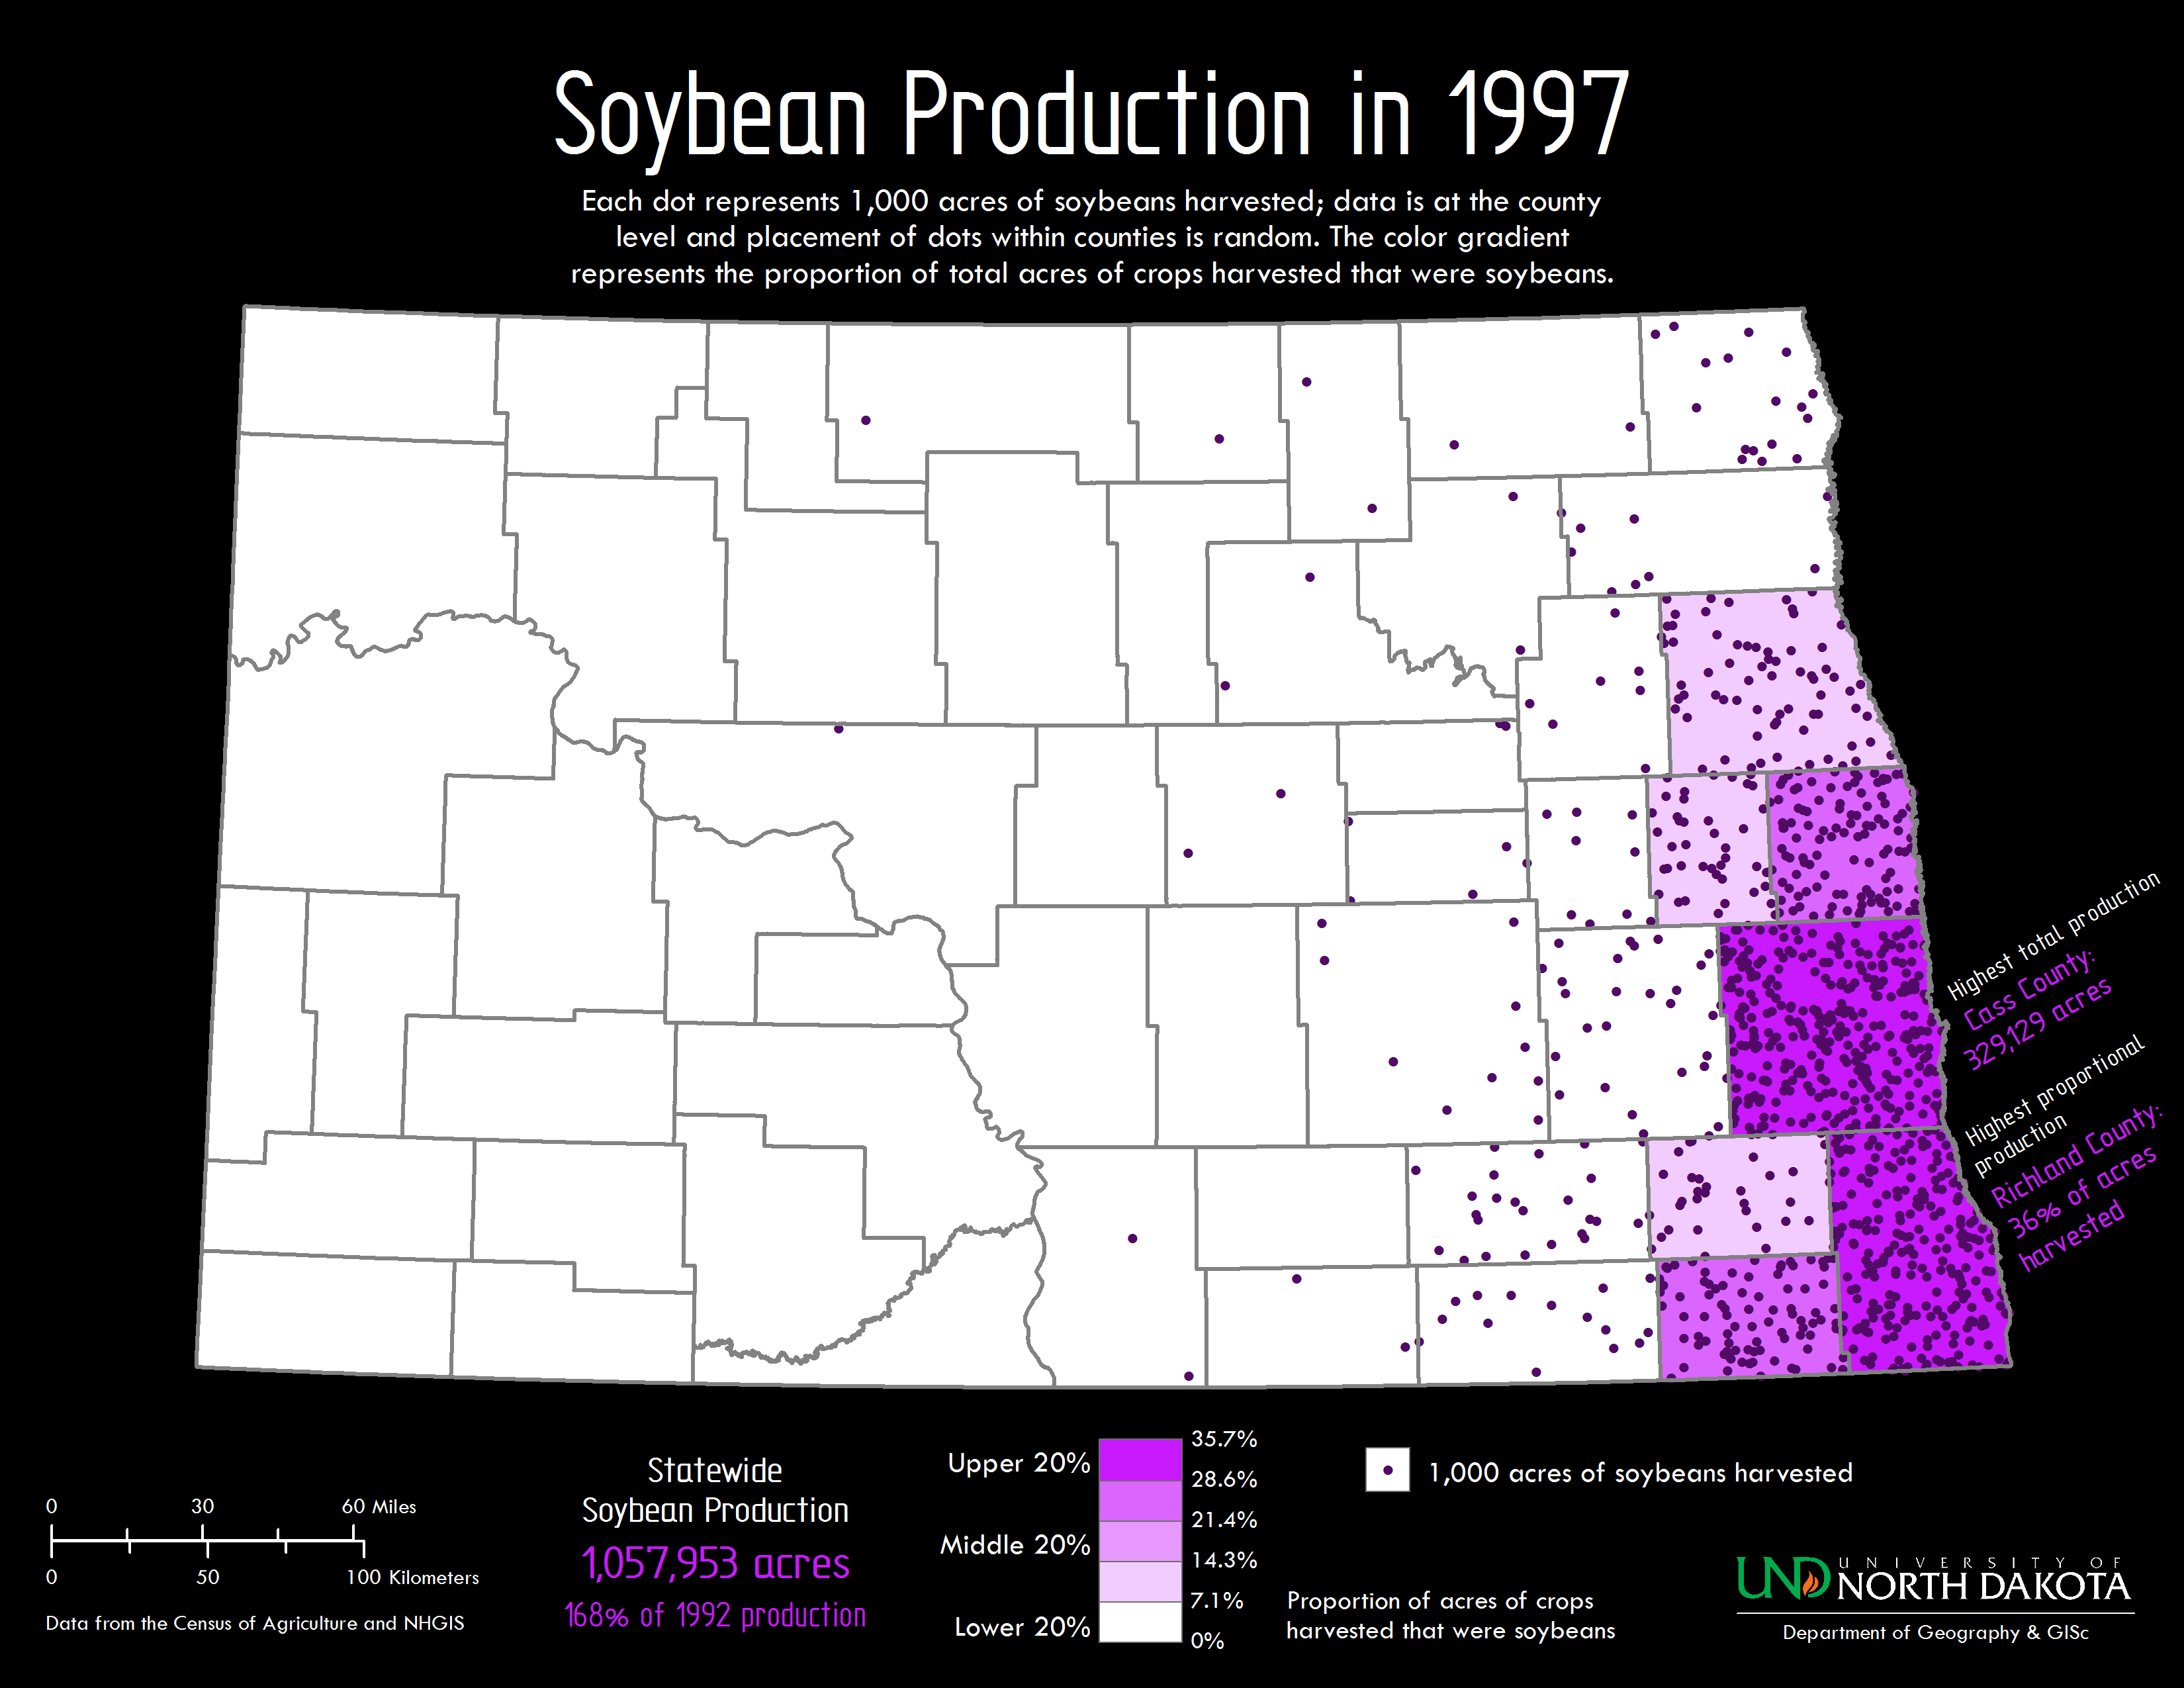 Soybean Production in 1997
Each dot represents 1,000 acres of soybeans harvested; data is at the county
level and placement of dots within counties is random. The color gradient
represents the proportion of total acres of crops harvested that were soybeans.
Highest total production
Cass County:
329,129 acres
Highest proportional
production
Richland County:
36% of acres
harvested
0 30 60 Miles
0 50 100 Kilometers
Data from the Census of Agriculture and NHGIS
Statewide
Soybean Production
1,057,953 acres
168% of 1992 production
Upper 20%
Middle 20%
Lower 20%
35.7%
28.6%
21.4%
14.3%
7.1%
0%
Proportion of acres of crops
harvested that were soybeans
1,000 acres of soybeans harvested
UND
UNIVERSITY OF
NORTH DAKOTA
Department of Geography & GISc